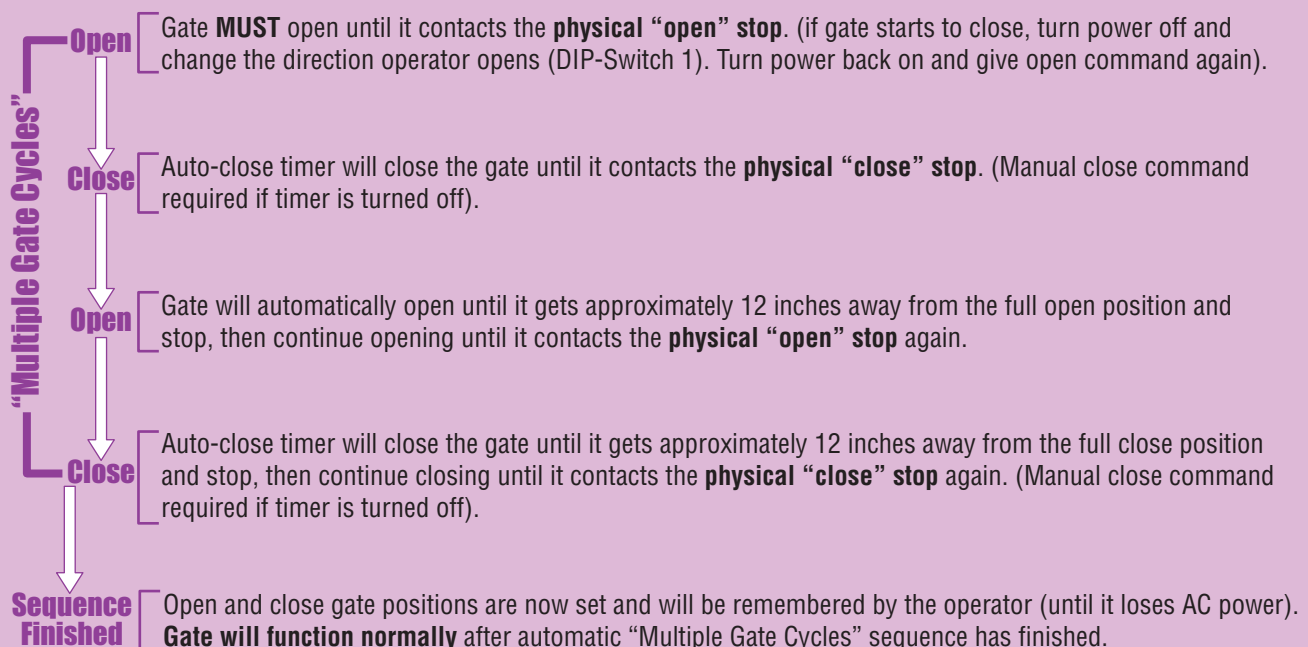 "Multiple Gate Cycles"
Open
Gate MUST open until it contacts the physical “open” stop. (if gate starts to close, turn power off and
change the direction operator opens (DIP-Switch 1). Turn power back on and give open command again).
Close
Auto-close timer will close the gate until it contacts the physical “close” stop. (Manual close command
required if timer is turned off).
Open
Gate will automatically open until it gets approximately 12 inches away from the full open position and
stop, then continue opening until it contacts the physical “open” stop again.
Close
Auto-close timer will close the gate until it gets approximately 12 inches away from the full close position
and stop, then continue closing until it contacts the physical “close” stop again. (Manual close command
required if timer is turned off).
Sequence
Finished
Open and close gate positions are now set and will be remembered by the operator (until it loses AC power).
Gate will function normally after automatic “Multiple Gate Cycles” sequence has finished.